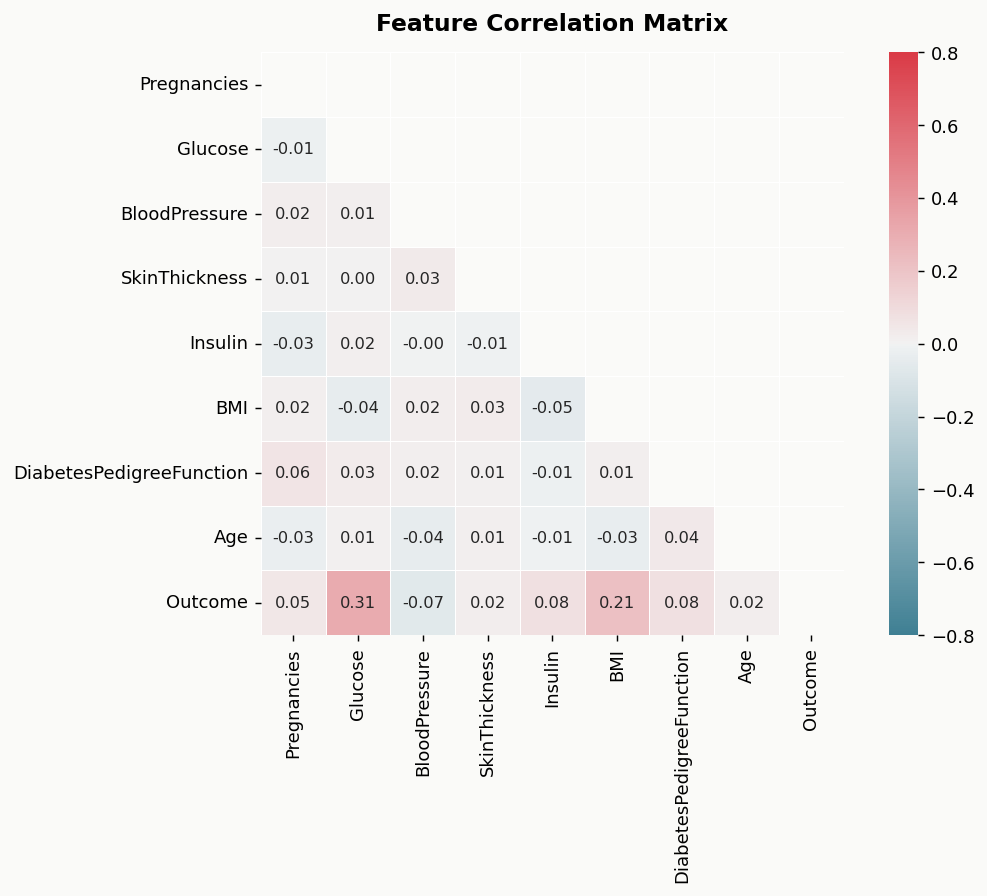 Feature Correlation Matrix
Pregnancies
Glucose -0.01
BloodPressure 0.02 0.01
SkinThickness 0.01 0.00 0.03
Insulin -0.03 0.02 -0.00 -0.01
BMI 0.02 -0.04 0.02 0.03 -0.05
DiabetesPedigreeFunction 0.06 0.03 0.02 0.01 -0.01 0.01
Age -0.03 0.01 -0.04 0.01 -0.01 -0.03 0.04
Outcome 0.05 0.31 -0.07 0.02 0.08 0.21 0.08 0.02
Pregnancies
Glucose
BloodPressure
SkinThickness
Insulin
BMI
DiabetesPedigreeFunction
Age
Outcome
0.8
0.6
0.4
0.2
0.0
−0.2
−0.4
−0.6
−0.8